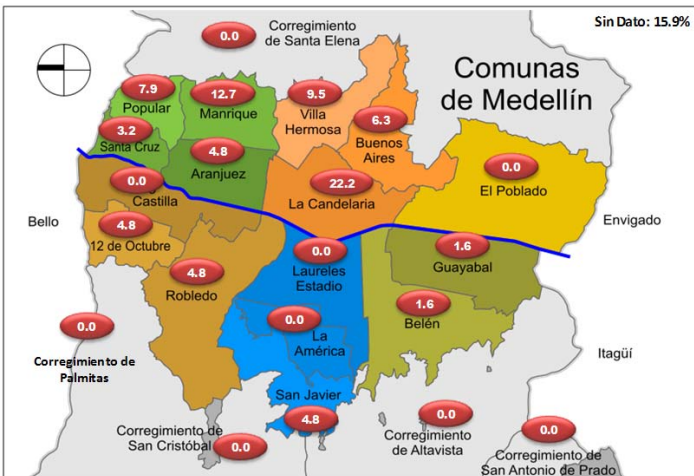 Sin Dato: 15.9%
Comunas
de Medellín
0.0
Corregimiento
de Santa Elena
7.9
Popular
12.7
Manrique
9.5
Villa
Hermosa
6.3
Buenos
Aires
3.2
Santa Cruz
4.8
Aranjuez
22.2
La Candelaria
0.0
El Poblado
0.0
Castilla
Bello
Envigado
4.8
12 de Octubre
4.8
Robledo
0.0
Laureles
Estadio
1.6
Guayabal
1.6
Belén
0.0
La
América
0.0
Corregimiento de
Palmitas
Itagüí
San Javier
4.8
Corregimiento de
San Cristóbal
0.0
0.0
Corregimiento
de Altavista
0.0
Corregimiento de
San Antonio de Prado